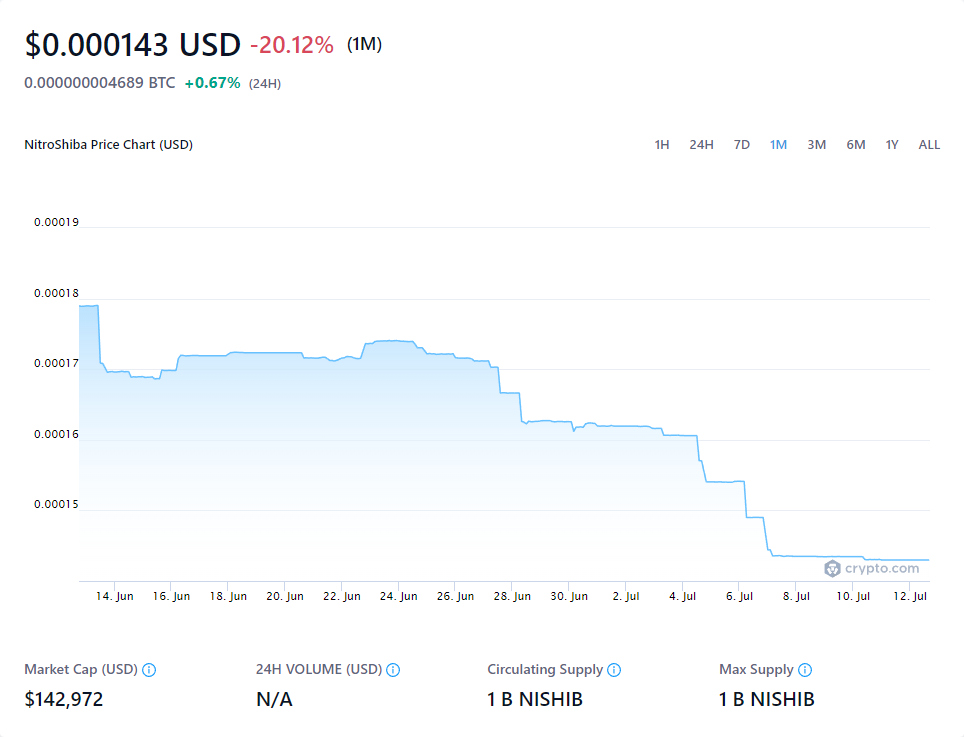 $0.000143 USD -20.12% (1M)
0.000000004689 BTC +0.67% (24H)
NitroShiba Price Chart (USD) 1H 24H 7D 1M 3M 6M 1Y ALL
0.00019
0.00018
0.00017
0.00016
0.00015
crypto.com
14. Jun 16. Jun 18. Jun 20. Jun 22. Jun 24. Jun 26. Jun 28. Jun 30. Jun 2. Jul 4. Jul 6. Jul 8. Jul 10. Jul 12. Jul
Market Cap (USD) 24H VOLUME (USD) Circulating Supply Max Supply
$142,972 N/A 1 B NISHIB 1 B NISHIB